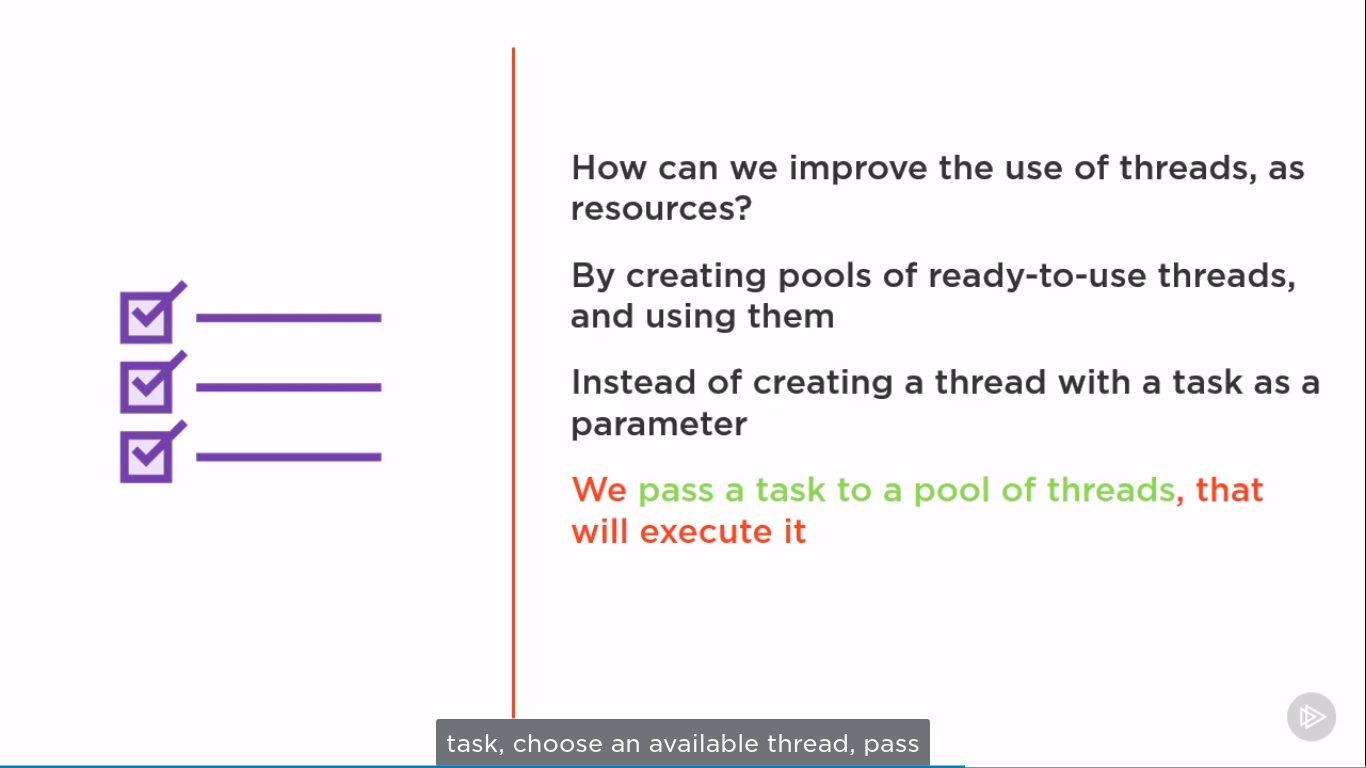 How can we improve the use of threads, as
resources?
By creating pools of ready-to-use threads,
and using them
Instead of creating a thread with a task as a
parameter
We pass a task to a pool of threads, that
will execute it
task, choose an available thread, pass